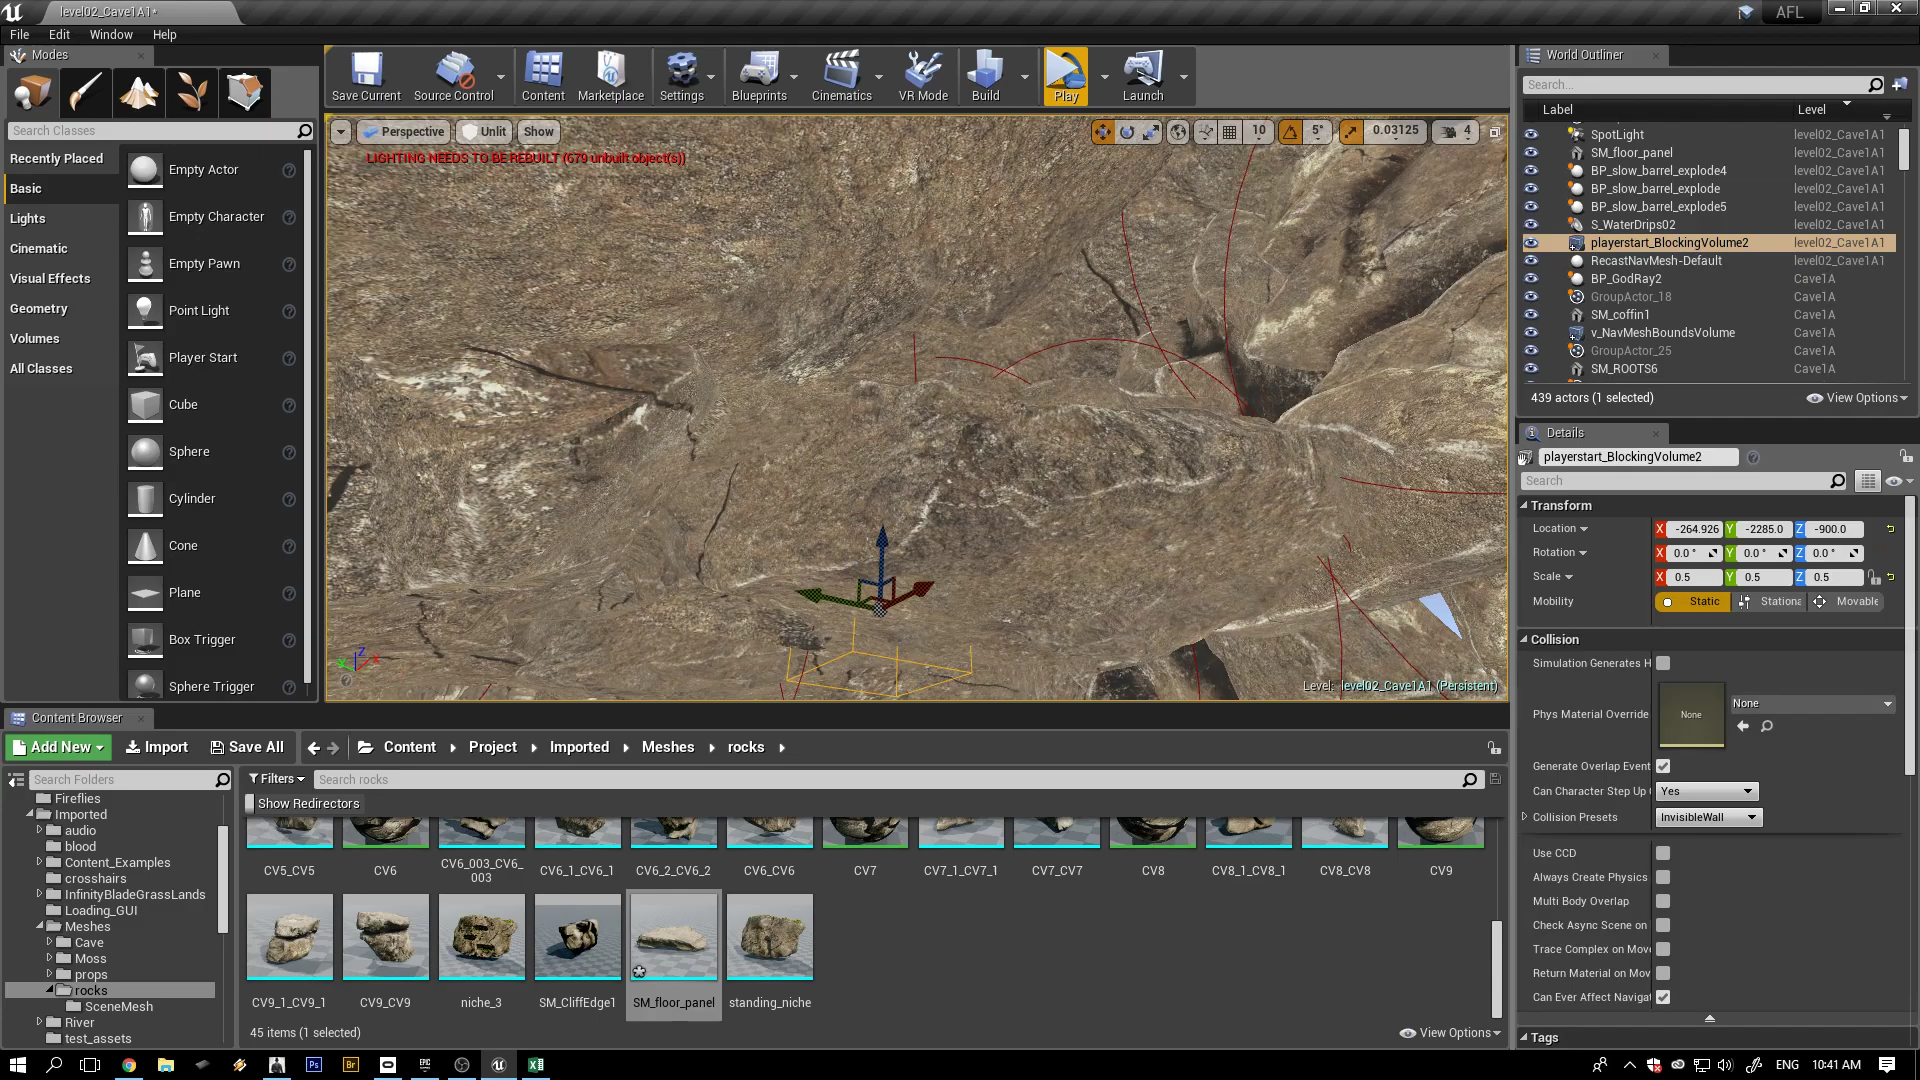 level02_Cave1A1*
AFL
File Edit Window Help
Modes
Search Classes
Recently Placed
Basic
Lights
Cinematic
Visual Effects
Geometry
Volumes
All Classes
Empty Actor
Empty Character
Empty Pawn
Point Light
Player Start
Cube
Sphere
Cylinder
Cone
Plane
Box Trigger
Sphere Trigger
Save Current Source Control Content Marketplace Settings Blueprints Cinematics VR Mode Build Play Launch
Perspective Unlit Show 10 5° 0.03125 4
LIGHTING NEEDS TO BE REBUILT (679 unbuilt object(s))
Level: level02_Cave1A1 (Persistent)
World Outliner
Search...
Label Level
SpotLight level02_Cave1A1
SM_floor_panel level02_Cave1A1
BP_slow_barrel_explode4 level02_Cave1A1
BP_slow_barrel_explode level02_Cave1A1
BP_slow_barrel_explode5 level02_Cave1A1
S_WaterDrips02 level02_Cave1A1
playerstart_BlockingVolume2 level02_Cave1A1
RecastNavMesh-Default level02_Cave1A1
BP_GodRay2 Cave1A
GroupActor_18 Cave1A
SM_coffin1 Cave1A
v_NavMeshBoundsVolume Cave1A
GroupActor_25 Cave1A
SM_ROOTS6 Cave1A
439 actors (1 selected) View Options
Details
playerstart_BlockingVolume2
Search
Transform
Location X -264.926 Y -2285.0 Z -900.0
Rotation X 0.0 ° Y 0.0 ° Z 0.0 °
Scale X 0.5 Y 0.5 Z 0.5
Mobility Static Stationa Movable
Collision
Simulation Generates H
Phys Material Override None None
Generate Overlap Event
Can Character Step Up Yes
Collision Presets InvisibleWall
Use CCD
Always Create Physics
Multi Body Overlap
Check Async Scene on
Trace Complex on Move
Return Material on Mov
Can Ever Affect Navigat
Tags
Content Browser
Add New Import Save All Content Project Imported Meshes rocks
Search Folders
Filters Search rocks
Show Redirectors
Fireflies
Imported
audio
blood
Content_Examples
crosshairs
InfinityBladeGrassLands
Loading_GUI
Meshes
Cave
Moss
props
rocks
SceneMesh
River
test_assets
CV5_CV5 CV6 CV6_003_CV6_003 CV6_1_CV6_1 CV6_2_CV6_2 CV6_CV6 CV7 CV7_1_CV7_1 CV7_CV7 CV8 CV8_1_CV8_1 CV8_CV8 CV9
CV9_1_CV9_1 CV9_CV9 niche_3 SM_CliffEdge1 SM_floor_panel standing_niche
45 items (1 selected) View Options
Ps Br ENG 10:41 AM